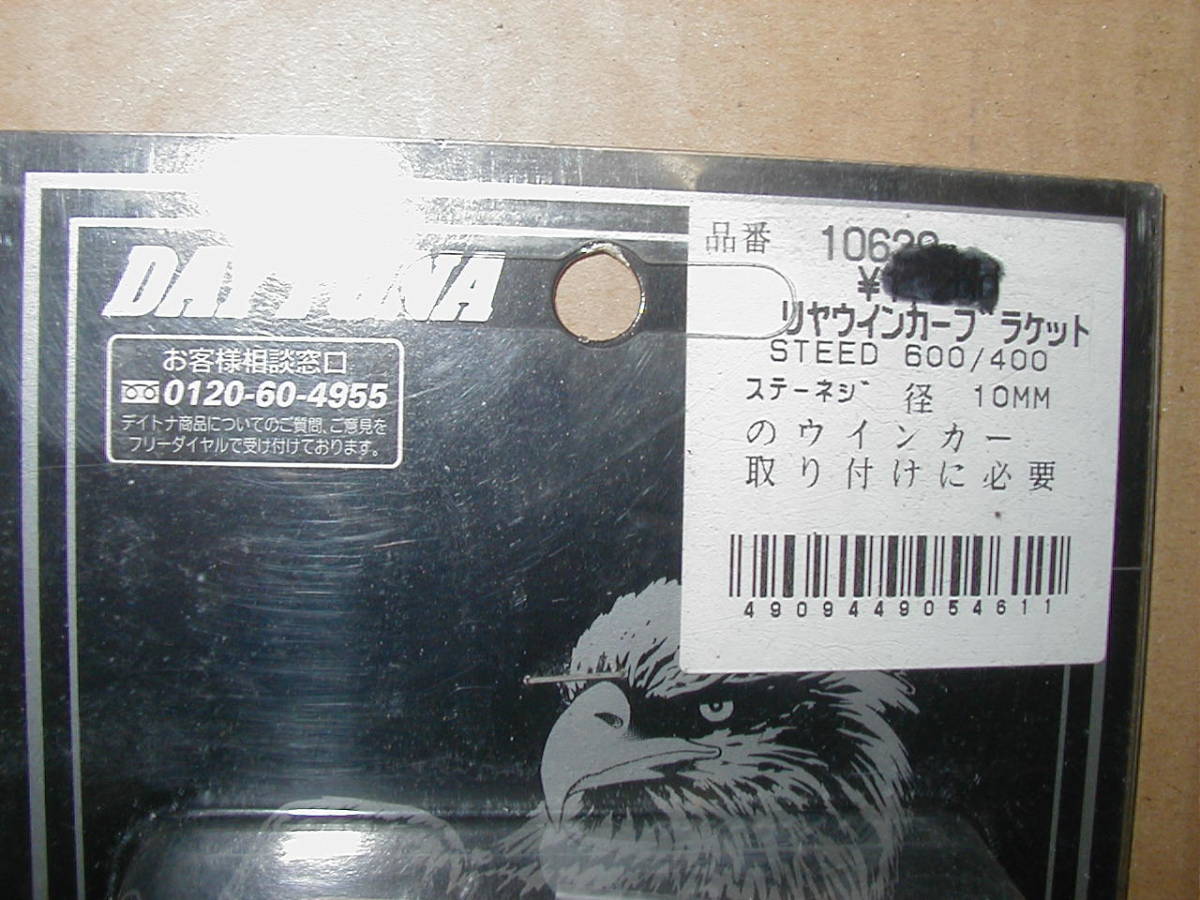 DAYTONA
お客様相談窓口
0120-60-4955
デイトナ商品についてのご質問、ご意見を
フリーダイヤルで受け付けております。
品番
¥
リヤウインカーブラケット
STEED 600/400
ステーネジ 径 10MM
のウインカー
取り付けに必要
4909449054611